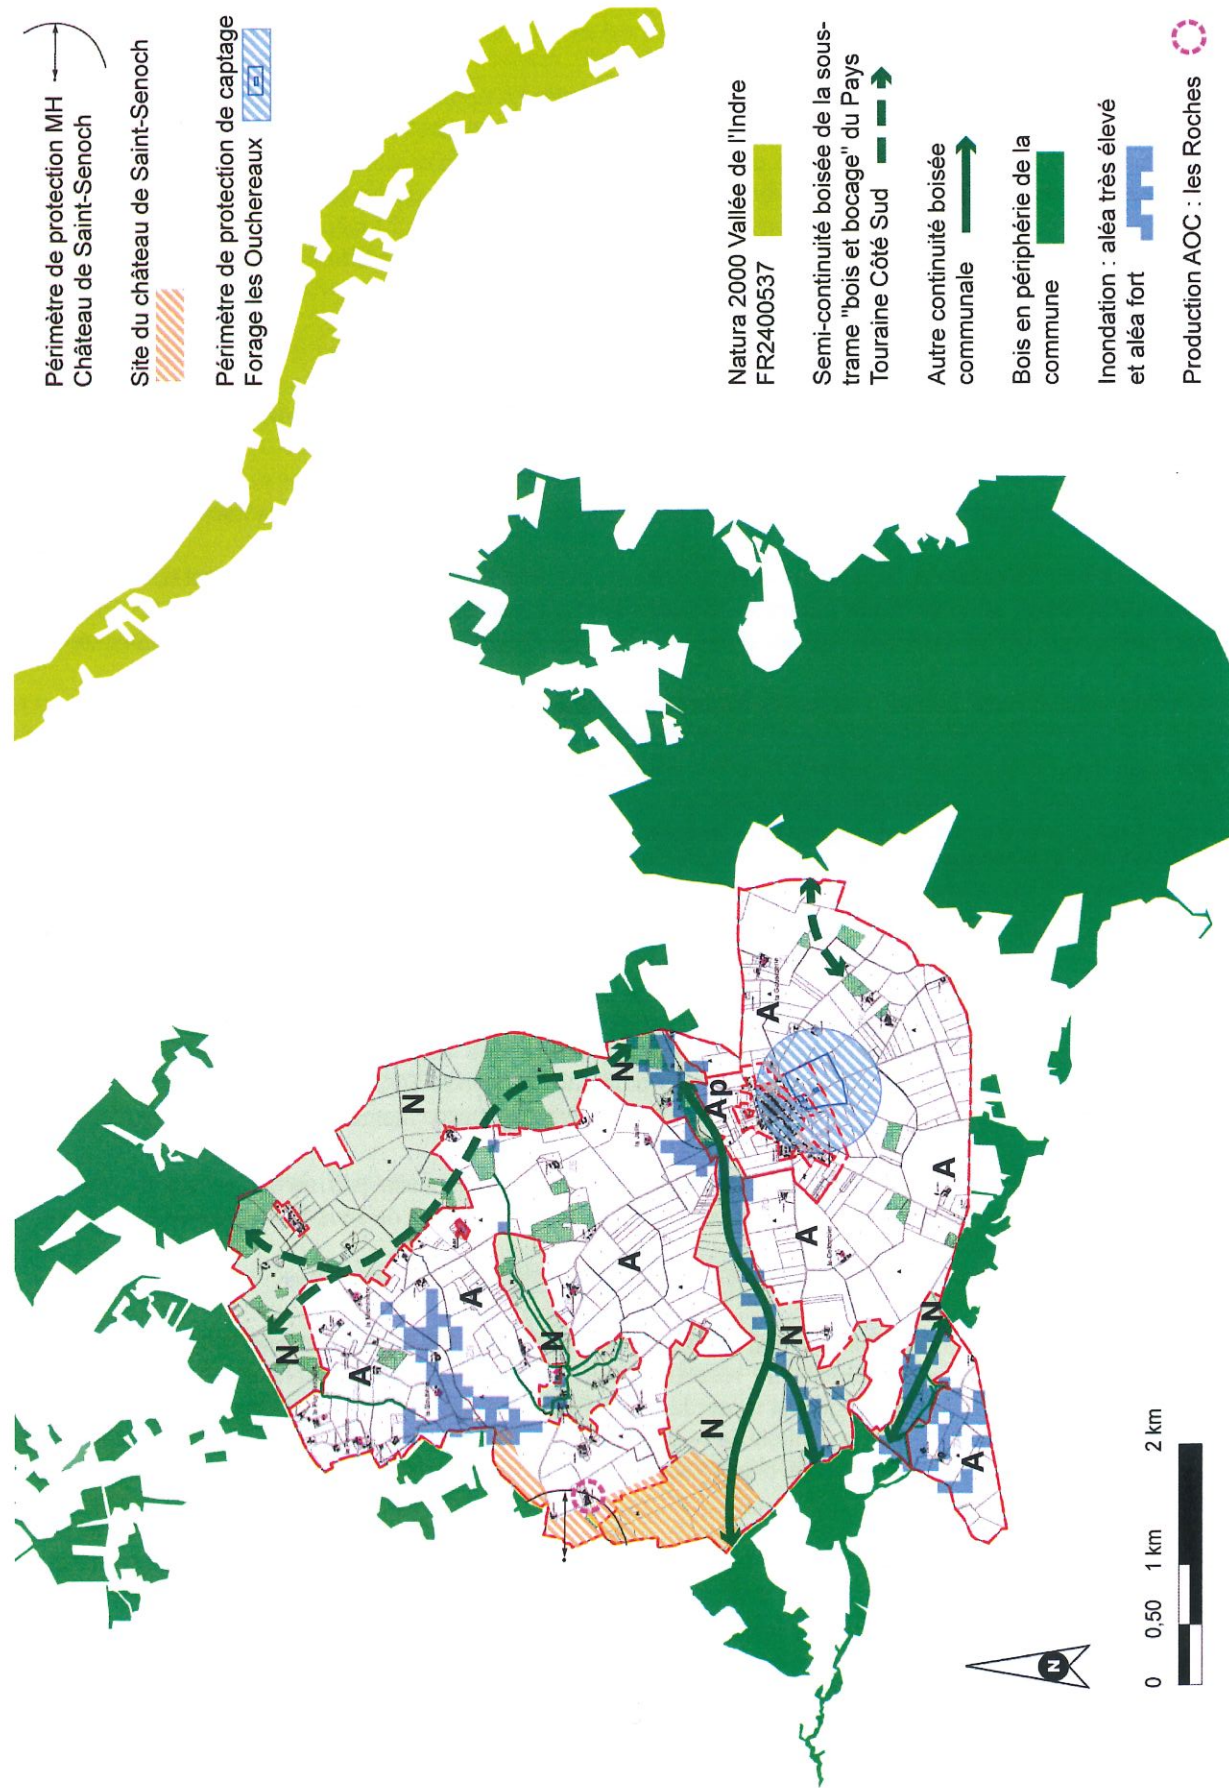 Périmètre de protection MH
Château de Saint-Senoch
Site du château de Saint-Senoch
Périmètre de protection de captage
Forage les Ouchereaux
Natura 2000 Vallée de l'Indre
FR2400537
Semi-continuité boisée de la sous-
trame "bois et bocage" du Pays
Touraine Côté Sud
Autre continuité boisée
communale
Bois en périphérie de la
commune
Inondation : aléa très élevé
et aléa fort
Production AOC : les Roches
N
N
A
A
N
A
N
Ap
N
N
A
A
A
N
A
N
0
0,50
1 km
2 km